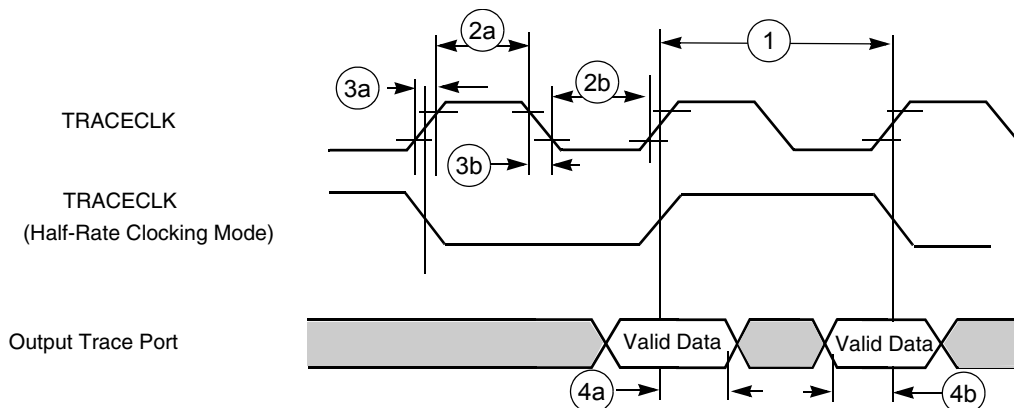 2a
1
3a
2b
TRACECLK
3b
TRACECLK
(Half-Rate Clocking Mode)
Output Trace Port
Valid Data
Valid Data
4a
4b